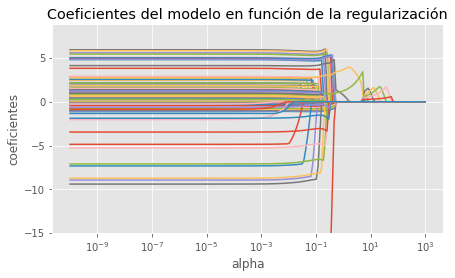 Coeficientes del modelo en función de la regularización
coeficientes
5
0
−5
−10
−15
10⁻⁹ 10⁻⁷ 10⁻⁵ 10⁻³ 10⁻¹ 10¹ 10³
alpha